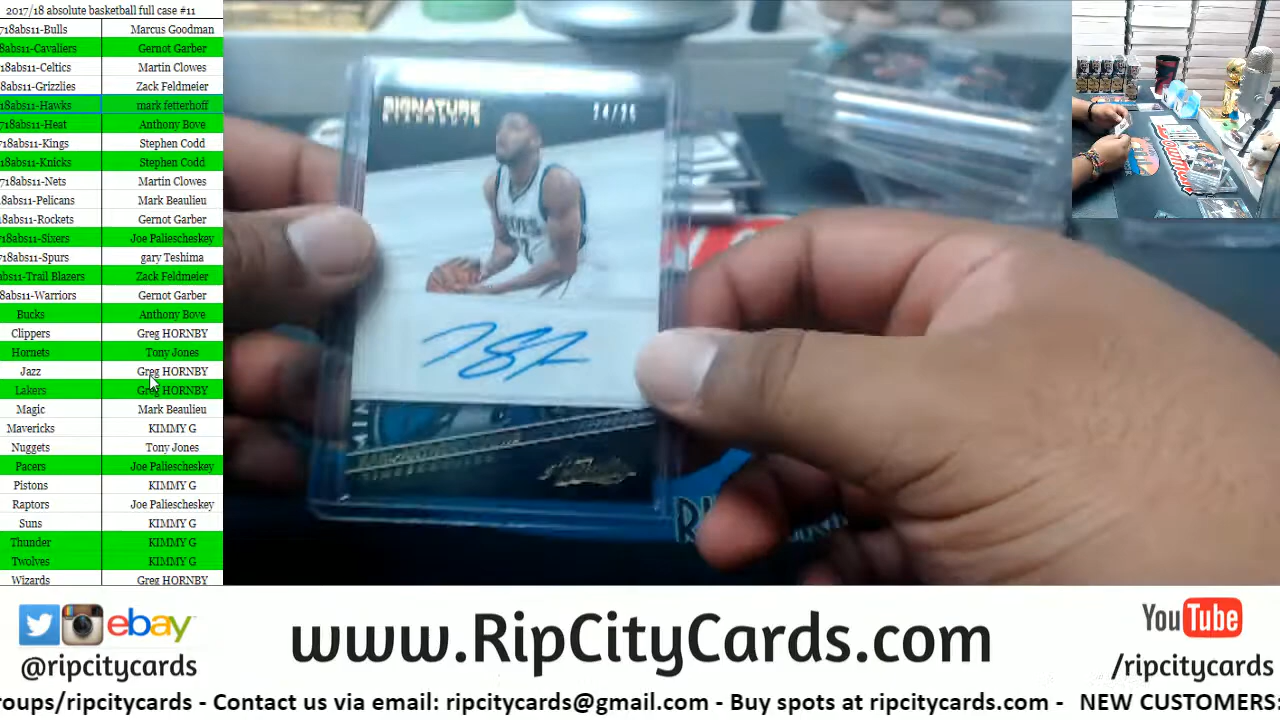 2017/18 absolute basketball full case #11
718abs11-Bulls Marcus Goodman
8abs11-Cavaliers Gernot Garber
18abs11-Celtics Martin Clowes
8abs11-Grizzlies Zack Feldmeier
18abs11-Hawks mark fetterhoff
718abs11-Heat Anthony Bove
18abs11-Kings Stephen Codd
18abs11-Knicks Stephen Codd
718abs11-Nets Martin Clowes
8abs11-Pelicans Mark Beaulieu
8abs11-Rockets Gernot Garber
18abs11-Sixers Joe Paliescheskey
718abs11-Spurs gary Teshima
abs11-Trail Blazers Zack Feldmeier
8abs11-Warriors Gernot Garber
Bucks Anthony Bove
Clippers Greg HORNBY
Hornets Tony Jones
Jazz Greg HORNBY
Lakers Greg HORNBY
Magic Mark Beaulieu
Mavericks KIMMY G
Nuggets Tony Jones
Pacers Joe Paliescheskey
Pistons KIMMY G
Raptors Joe Paliescheskey
Suns KIMMY G
Thunder KIMMY G
Twolves KIMMY G
Wizards Greg HORNBY
SIGNATURE
24/25
ebay
@ripcitycards
www.RipCityCards.com
YouTube
/ripcitycards
roups/ripcitycards - Contact us via email: ripcitycards@gmail.com - Buy spots at ripcitycards.com - NEW CUSTOMERS: